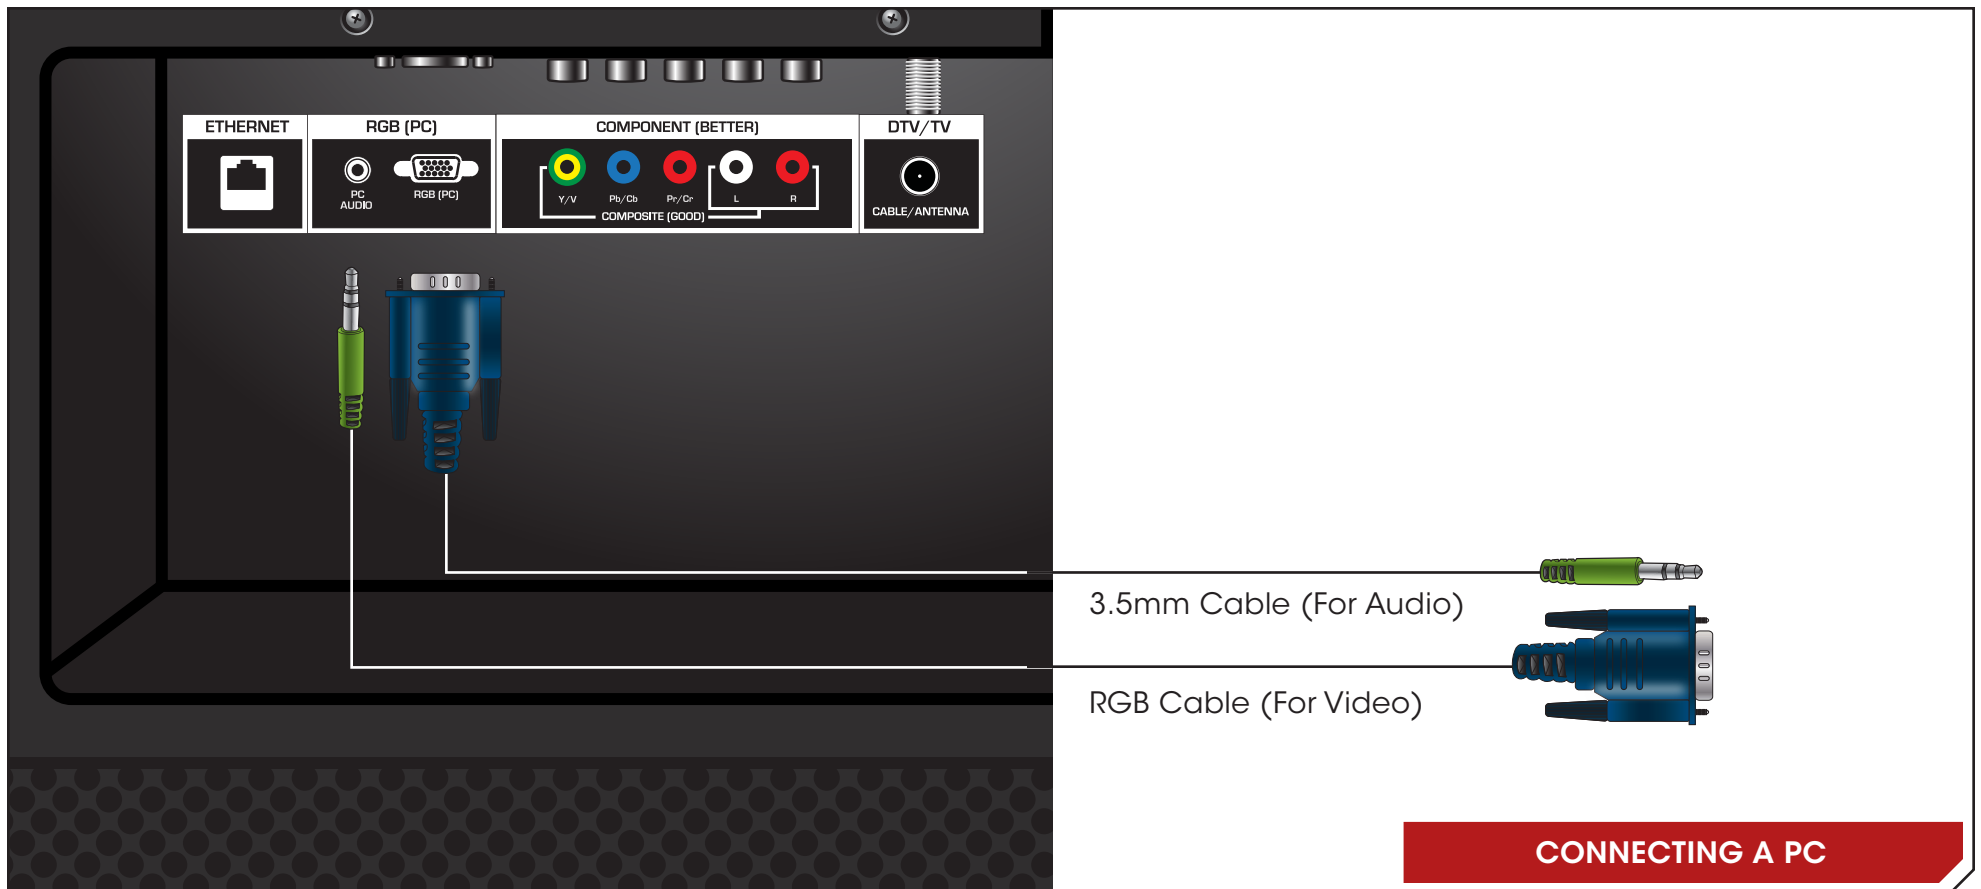 ETHERNET
RGB (PC)
COMPONENT (BETTER)
DTV/TV
PC
AUDIO
RGB (PC)
Y/V
Pb/Cb
Pr/Cr
L
R
COMPOSITE (GOOD)
CABLE/ANTENNA
3.5mm Cable (For Audio)
RGB Cable (For Video)
CONNECTING A PC